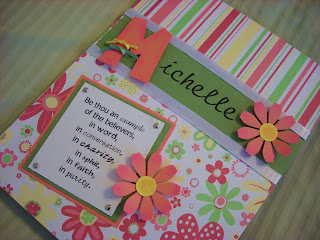 Michelle
Be thou an example
of the believers,
in word,
in conversation,
in charity,
in spirit,
in faith,
in purity.